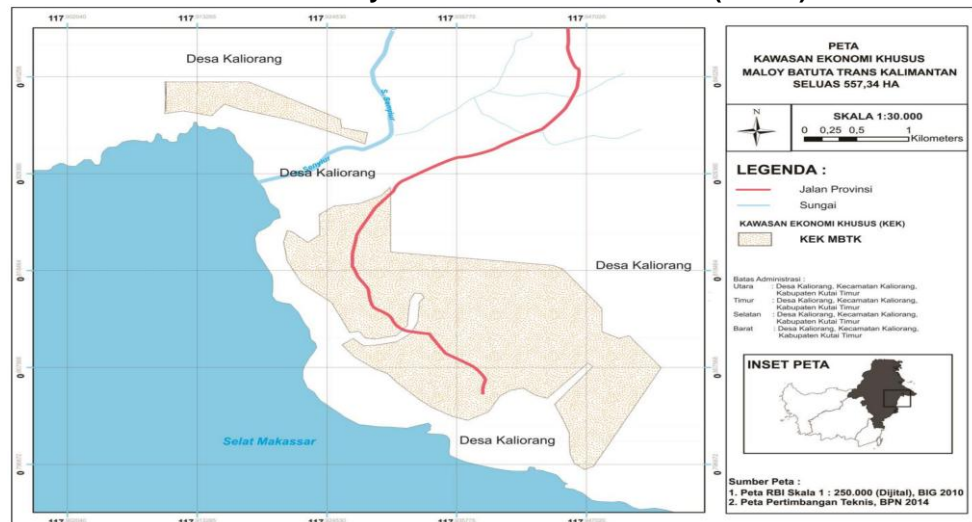 117
117
117
117
117
Desa Kaliorang
S. Senyiur
Senyiur
Desa Kaliorang
Desa Kaliorang
Selat Makassar
Desa Kaliorang
117
117
117
117
117
PETA
KAWASAN EKONOMI KHUSUS
MALOY BATUTA TRANS KALIMANTAN
SELUAS 557,34 HA
N
SKALA 1:30.000
0 0,25 0,5 1
Kilometers
LEGENDA :
Jalan Provinsi
Sungai
KAWASAN EKONOMI KHUSUS (KEK)
KEK MBTK
Batas Administrasi :
Utara : Desa Kaliorang, Kecamatan Kaliorang,
Kabupaten Kutai Timur
Timur : Desa Kaliorang, Kecamatan Kaliorang,
Kabupaten Kutai Timur
Selatan : Desa Kaliorang, Kecamatan Kaliorang,
Kabupaten Kutai Timur
Barat : Desa Kaliorang, Kecamatan Kaliorang,
Kabupaten Kutai Timur
INSET PETA
Sumber Peta :
1. Peta RBI Skala 1 : 250.000 (Dijital), BIG 2010
2. Peta Pertimbangan Teknis, BPN 2014